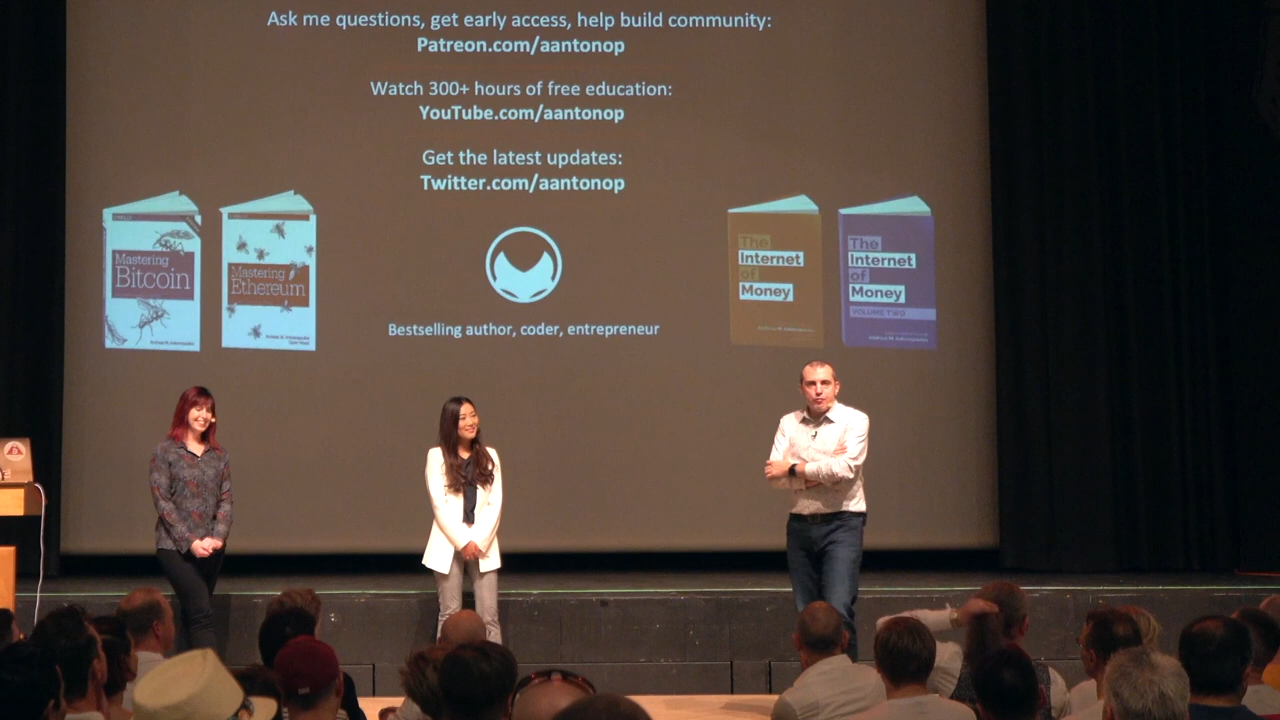 Ask me questions, get early access, help build community:
Patreon.com/aantonop
Watch 300+ hours of free education:
YouTube.com/aantonop
Get the latest updates:
Twitter.com/aantonop
Mastering
Bitcoin
Mastering
Ethereum
The
Internet
of
Money
The
Internet
of
Money
VOLUME TWO
Bestselling author, coder, entrepreneur